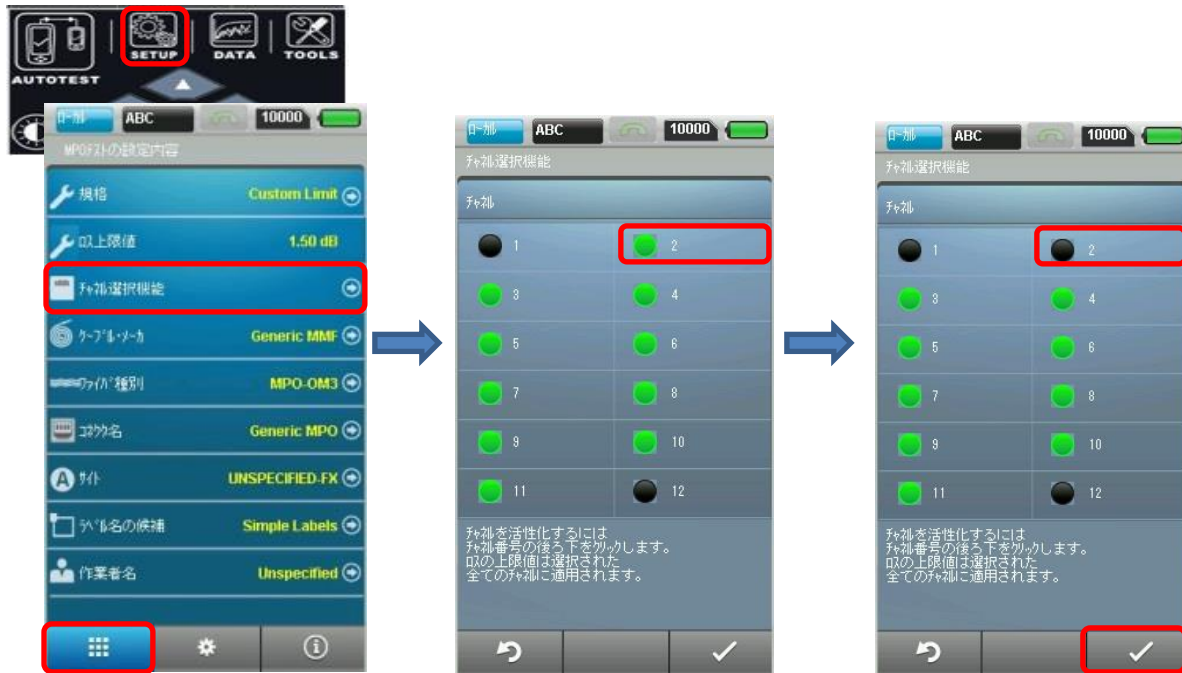 AUTOTEST
SETUP
DATA
TOOLS
ﾛｰｶﾙ ABC 10000
MPOﾃｽﾄの設定内容
規格 Custom Limit
ﾛｽ上限値 1.50 dB
ﾁｬﾈﾙ選択機能
ｹｰﾌﾞﾙ･ﾒｰｶ Generic MMF
ﾌｧｲﾊﾞ種別 MPO-OM3
ｺﾈｸﾀ名 Generic MPO
A ｻｲﾄ UNSPECIFIED-FX
ﾗﾍﾞﾙ名の候補 Simple Labels
作業者名 Unspecified
ﾛｰｶﾙ ABC 10000
ﾁｬﾈﾙ選択機能
ﾁｬﾈﾙ
1 2
3 4
5 6
7 8
9 10
11 12
ﾁｬﾈﾙを活性化するには
ﾁｬﾈﾙ番号の後ろ下をｸﾘｯｸします。
ﾛｽの上限値は選択された
全てのﾁｬﾈﾙに適用されます。
ﾛｰｶﾙ ABC 10000
ﾁｬﾈﾙ選択機能
ﾁｬﾈﾙ
1 2
3 4
5 6
7 8
9 10
11 12
ﾁｬﾈﾙを活性化するには
ﾁｬﾈﾙ番号の後ろ下をｸﾘｯｸします。
ﾛｽの上限値は選択された
全てのﾁｬﾈﾙに適用されます。